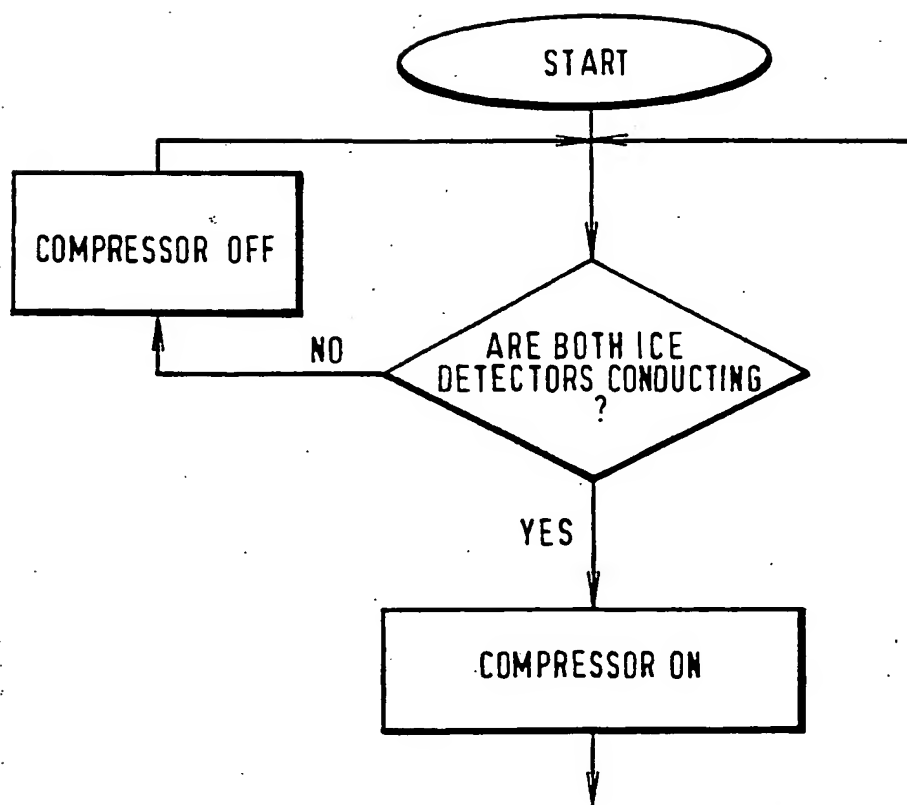 START
COMPRESSOR OFF
NO
ARE BOTH ICE
DETECTORS CONDUCTING
?
YES
COMPRESSOR ON